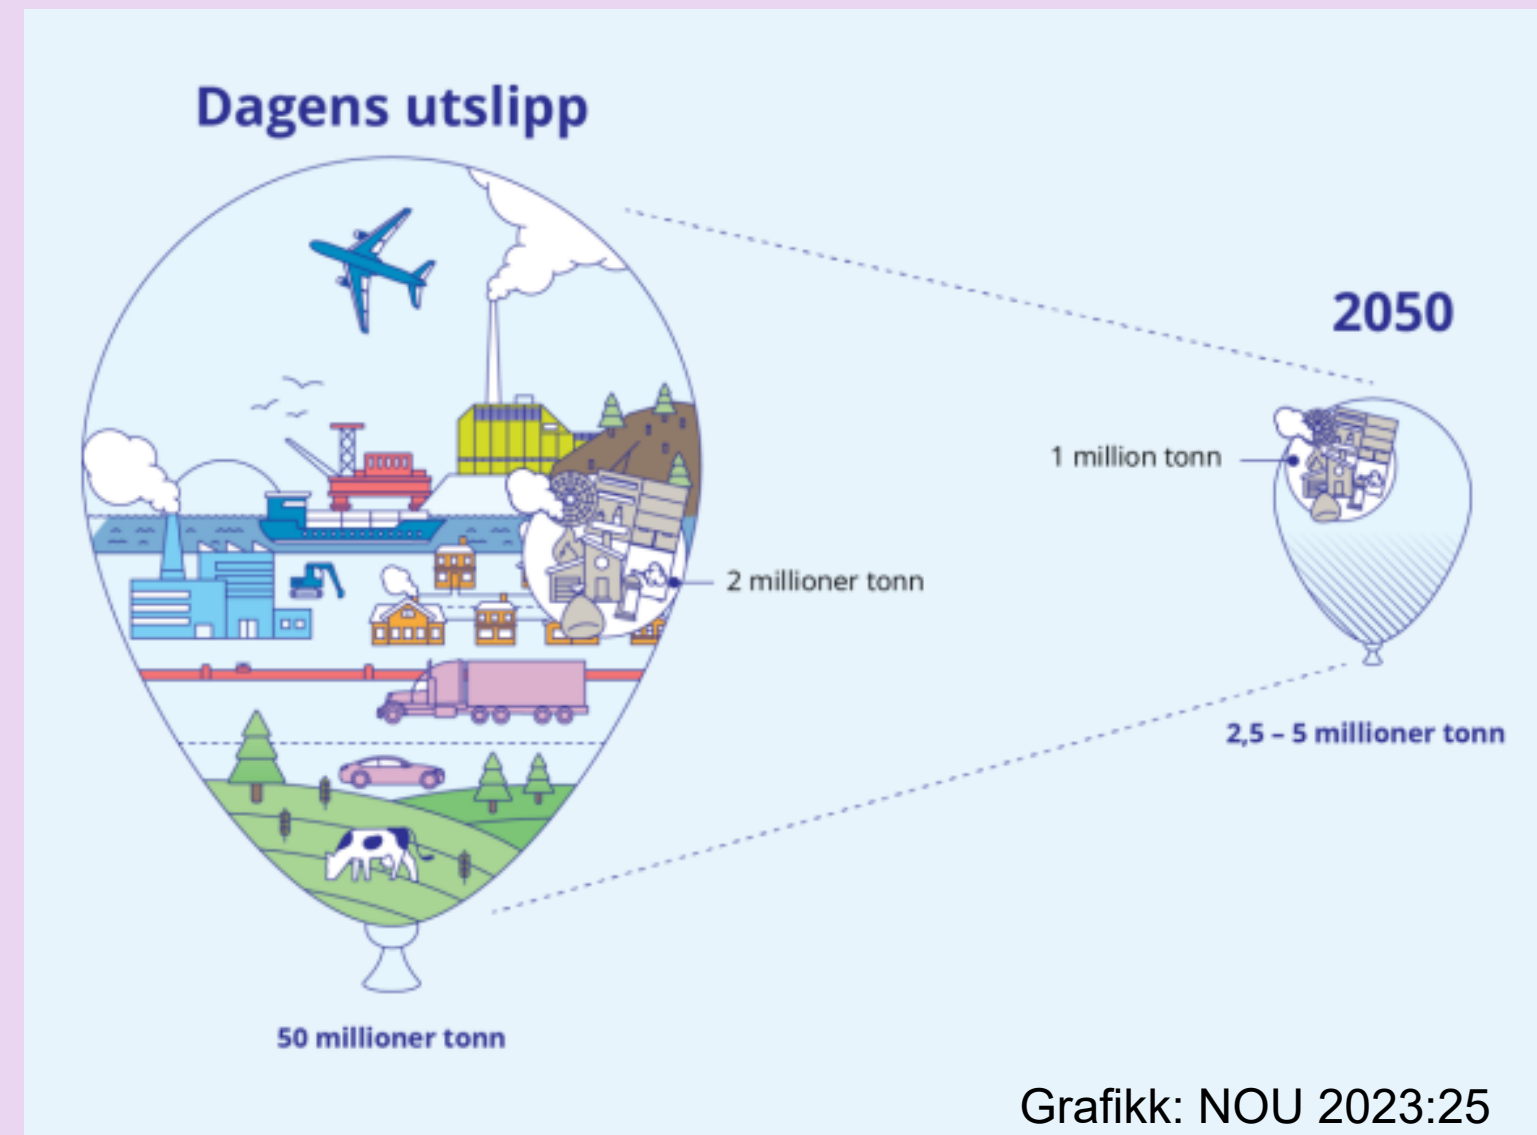 Dagens utslipp
2050
1 million tonn
2 millioner tonn
2,5 – 5 millioner tonn
50 millioner tonn
Grafikk: NOU 2023:25